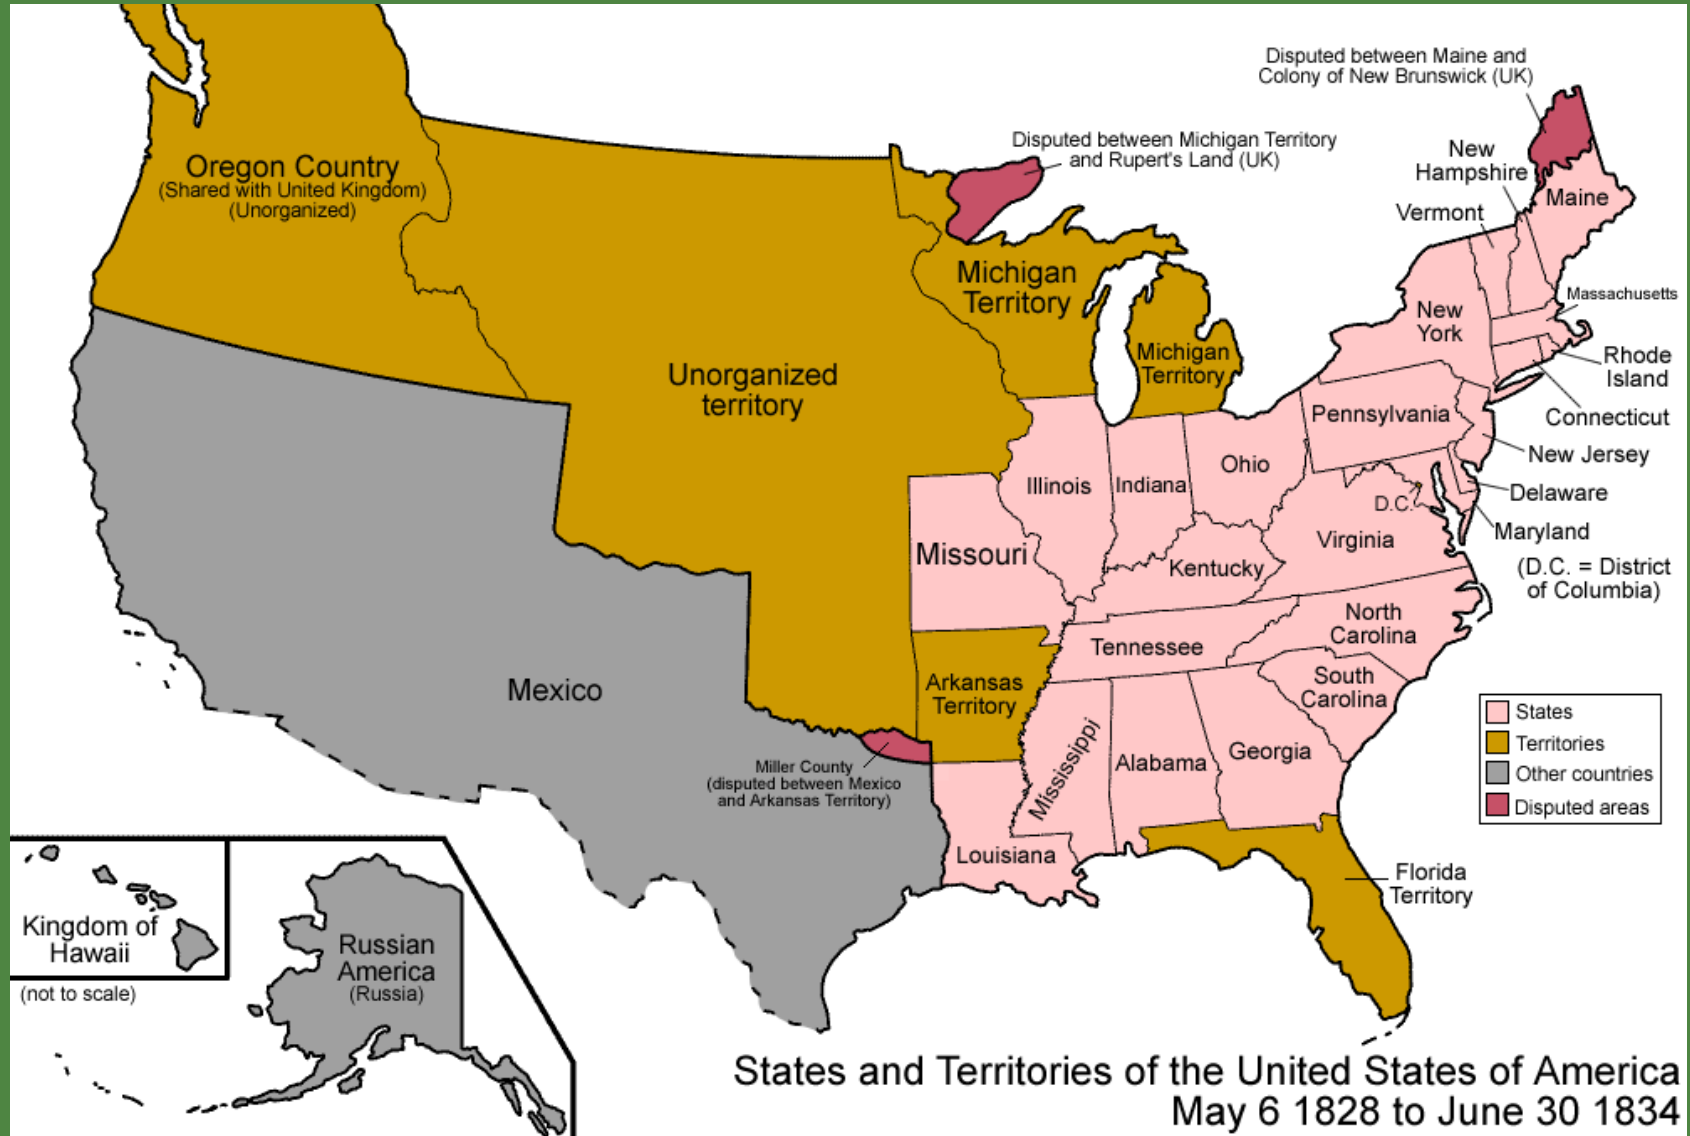 Disputed between Maine and
Colony of New Brunswick (UK)
Disputed between Michigan Territory
and Rupert's Land (UK)
New
Hampshire
Vermont
Maine
Oregon Country
(Shared with United Kingdom)
(Unorganized)
Michigan
Territory
Massachusetts
New
York
Michigan
Territory
Rhode
Island
Unorganized
territory
Pennsylvania
Connecticut
New Jersey
Ohio
Illinois
Indiana
Delaware
D.C.
Maryland
Virginia
Missouri
Kentucky
(D.C. = District
of Columbia)
North
Carolina
Tennessee
South
Carolina
Arkansas
Territory
Mexico
States
Territories
Other countries
Disputed areas
Mississippi
Alabama
Georgia
Miller County
(disputed between Mexico
and Arkansas Territory)
Louisiana
Florida
Territory
Kingdom of
Hawaii
(not to scale)
Russian
America
(Russia)
States and Territories of the United States of America
May 6 1828 to June 30 1834